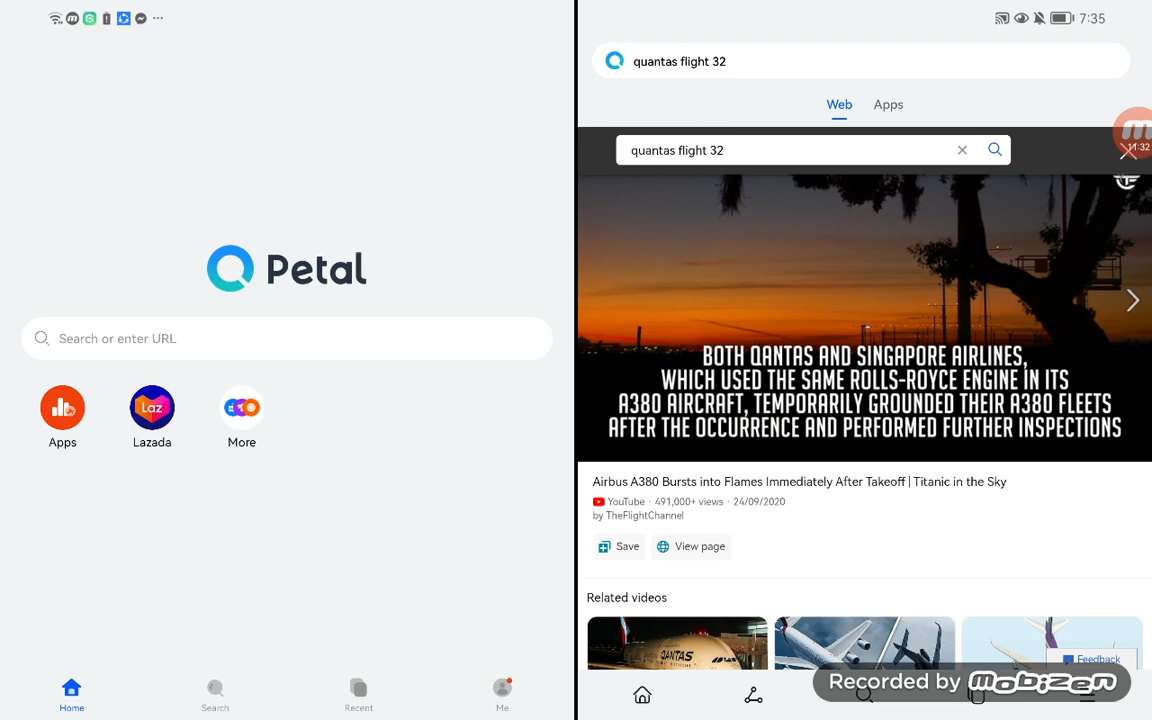 Petal
Search or enter URL
Laz
Apps
Lazada
More
Home
Search
Recent
Me
7:35
quantas flight 32
Web
Apps
quantas flight 32
11:32
BOTH QANTAS AND SINGAPORE AIRLINES,
WHICH USED THE SAME ROLLS-ROYCE ENGINE IN ITS
A380 AIRCRAFT, TEMPORARILY GROUNDED THEIR A380 FLEETS
AFTER THE OCCURRENCE AND PERFORMED FURTHER INSPECTIONS
Airbus A380 Bursts into Flames Immediately After Takeoff | Titanic in the Sky
YouTube · 491,000+ views · 24/09/2020
by TheFlightChannel
Save
View page
Related videos
QANTAS
Feedback
Recorded by mobizen